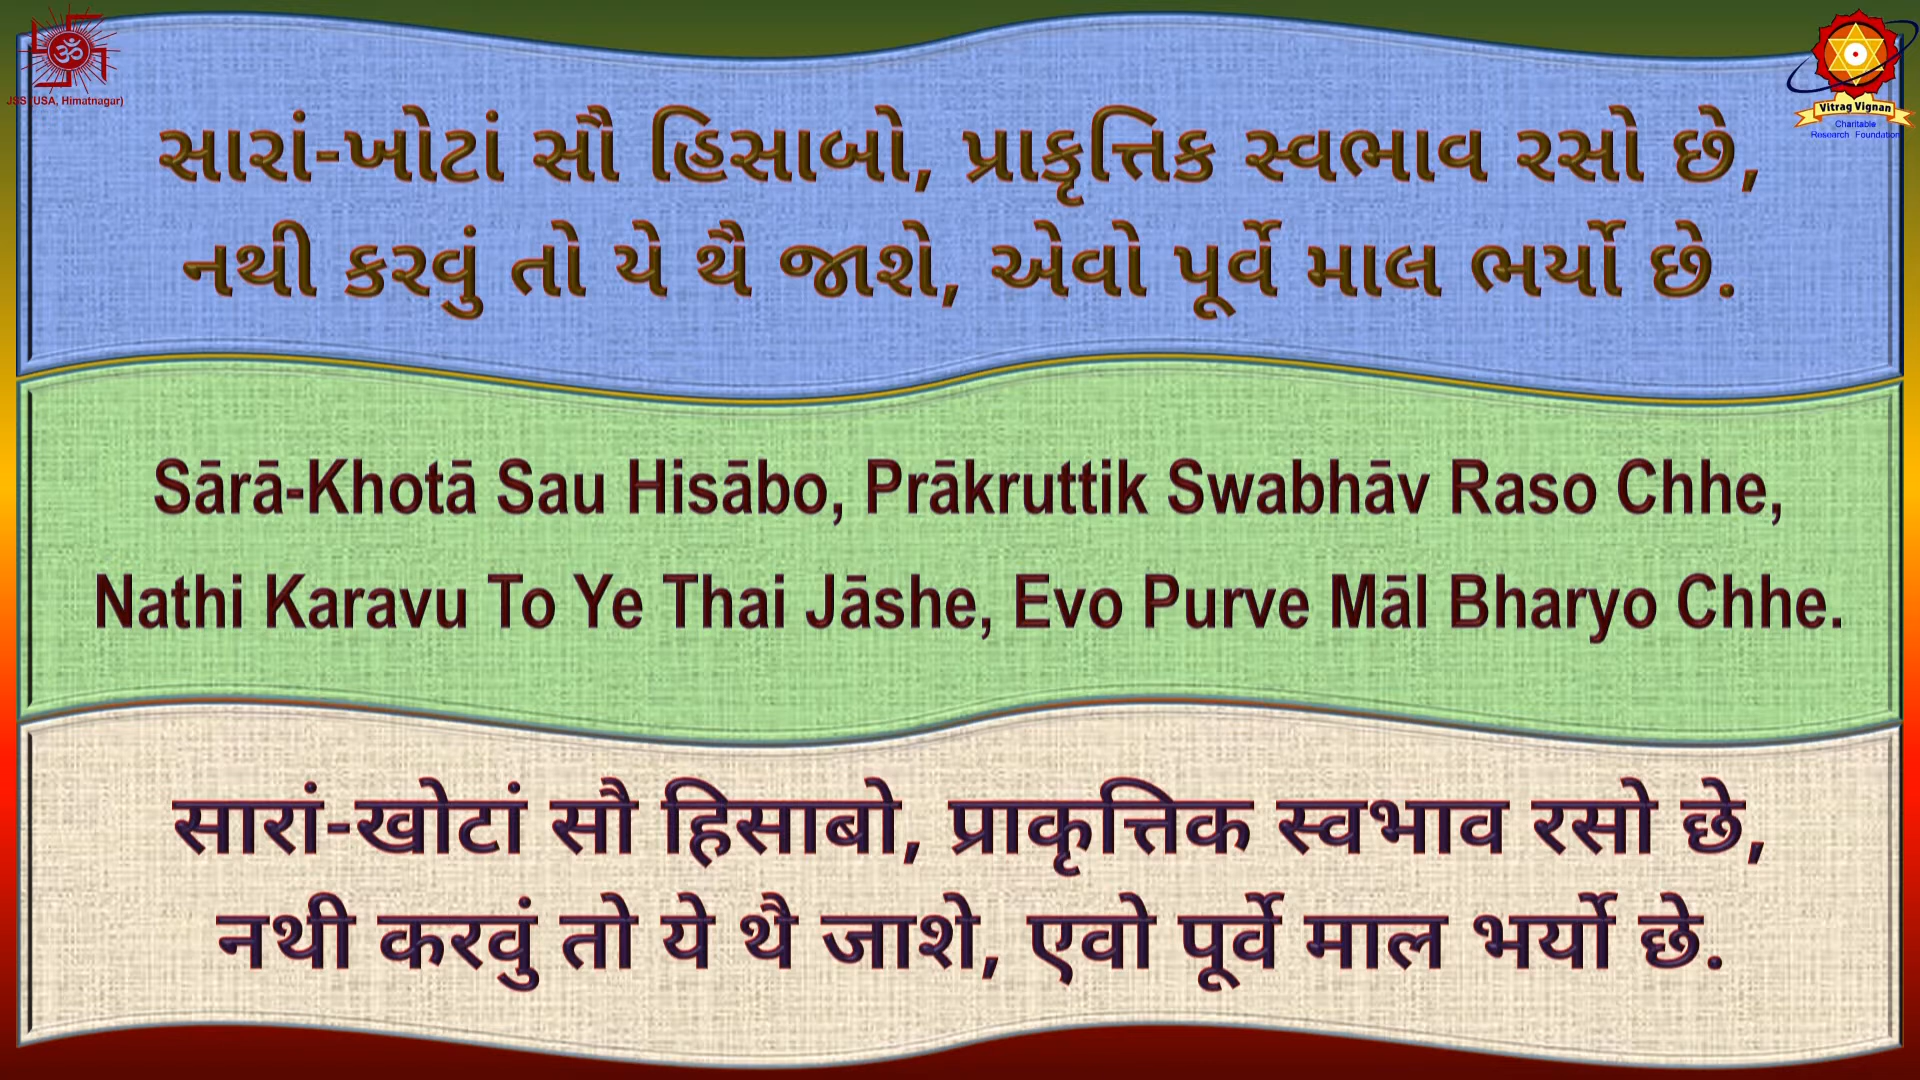 JSS (USA, Himatnagar)
Vitrag Vignan
Charitable
Research Foundation
સારાં-ખોટાં સૌ હિસાબો, પ્રાકૃત્તિક સ્વભાવ રસો છે,
નથી કરવું તો યે થૈ જાશે, એવો પૂર્વે માલ ભર્યો છે.
Sārā-Khotā Sau Hisābo, Prākruttik Swabhāv Raso Chhe,
Nathi Karavu To Ye Thai Jāshe, Evo Purve Māl Bharyo Chhe.
सारां-खोटां सौ हिसाबो, प्राकृत्तिक स्वभाव रसो छे,
नथी करवुं तो ये थै जाशे, एवो पूर्वे माल भर्यो छे.